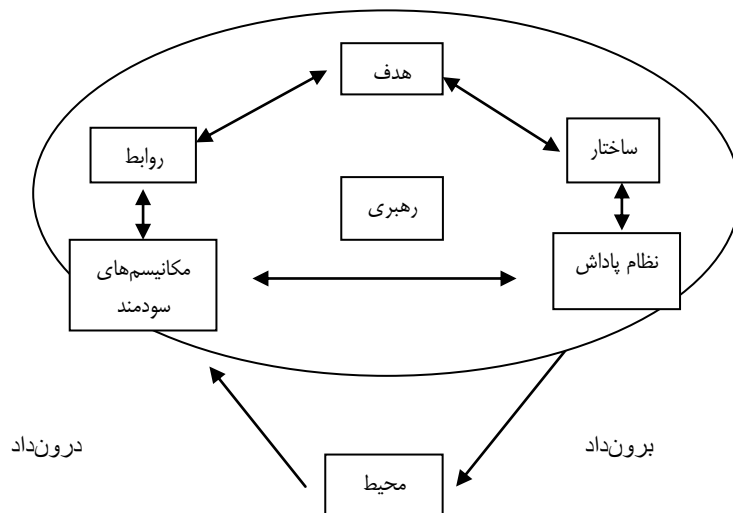 هدف
ساختار
روابط
رهبری
نظام پاداش
مکانیسم‌های
سودمند
برون‌داد
درون‌داد
محیط